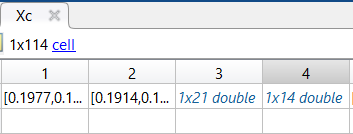 Xc
1x114 cell
1 2 3 4
[0.1977,0.1... [0.1914,0.1... 1x21 double 1x14 double